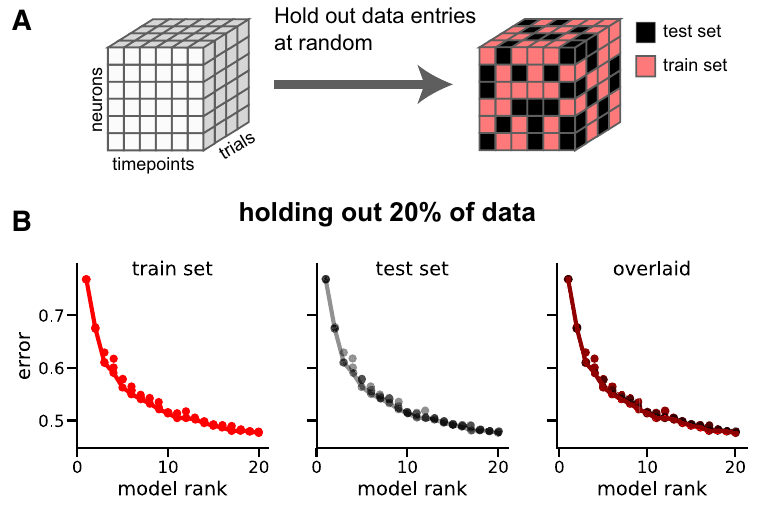 A
Hold out data entries
at random
test set
train set
neurons
timepoints
trials
B
holding out 20% of data
train set
test set
overlaid
error
0.7
0.6
0.5
0
10
20
model rank
0
10
20
model rank
0
10
20
model rank